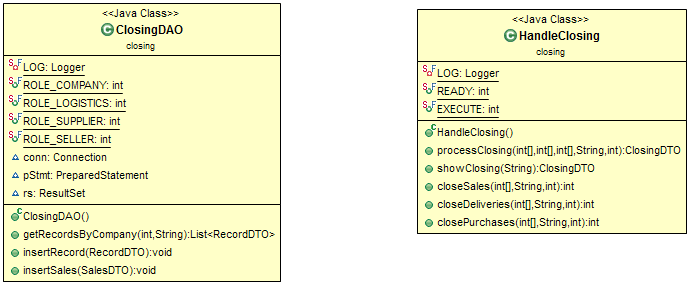 <<Java Class>>
ClosingDAO
closing
LOG: Logger
ROLE_COMPANY: int
ROLE_LOGISTICS: int
ROLE_SUPPLIER: int
ROLE_SELLER: int
conn: Connection
pStmt: PreparedStatement
rs: ResultSet
ClosingDAO()
getRecordsByCompany(int,String):List<RecordDTO>
insertRecord(RecordDTO):void
insertSales(SalesDTO):void
<<Java Class>>
HandleClosing
closing
LOG: Logger
READY: int
EXECUTE: int
HandleClosing()
processClosing(int[],int[],int[],String,int):ClosingDTO
showClosing(String):ClosingDTO
closeSales(int[],String,int):int
closeDeliveries(int[],String,int):int
closePurchases(int[],String,int):int